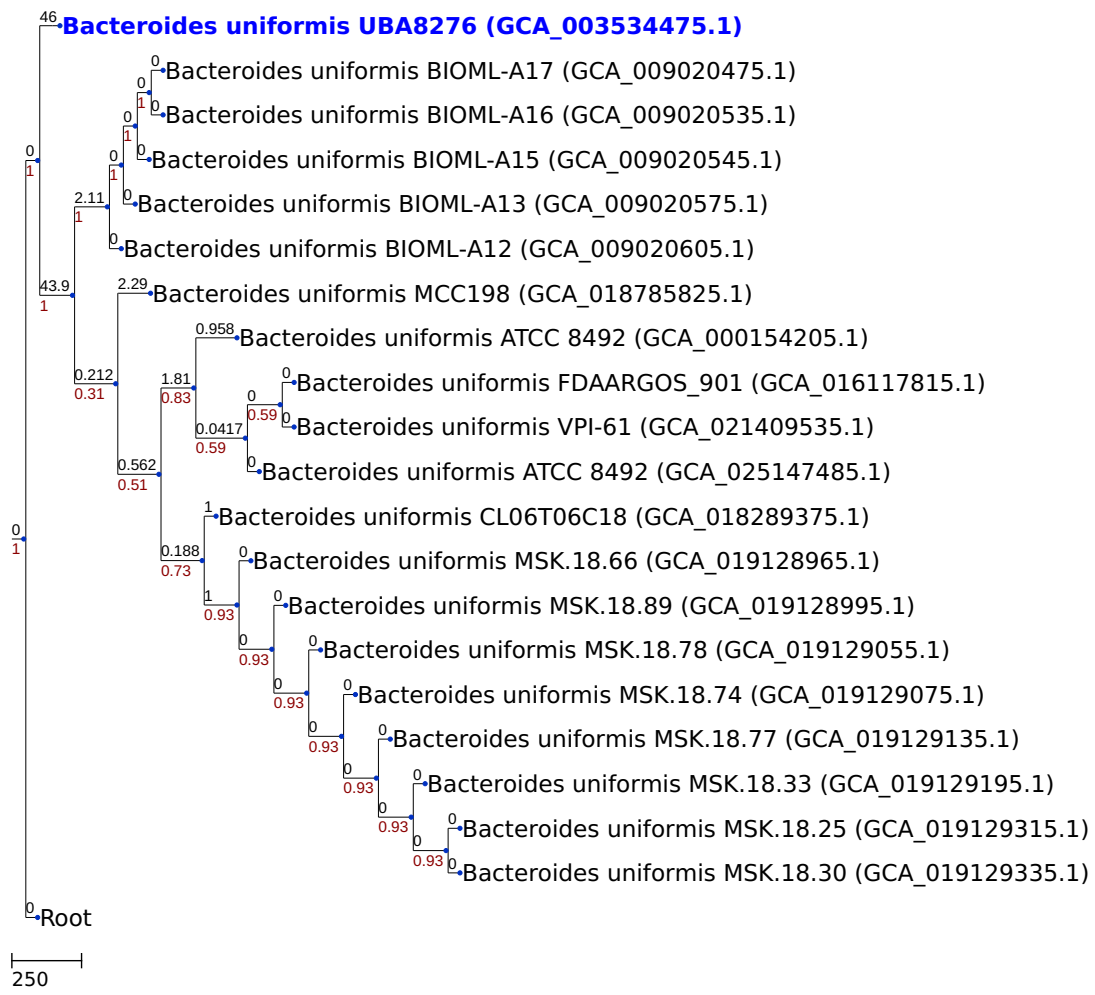 46
Bacteroides uniformis UBA8276 (GCA_003534475.1)
0
Bacteroides uniformis BIOML-A17 (GCA_009020475.1)
0
1
0
Bacteroides uniformis BIOML-A16 (GCA_009020535.1)
0
1
0
Bacteroides uniformis BIOML-A15 (GCA_009020545.1)
0
1
0
1
0
Bacteroides uniformis BIOML-A13 (GCA_009020575.1)
2.11
1
0
Bacteroides uniformis BIOML-A12 (GCA_009020605.1)
43.9
1
2.29
Bacteroides uniformis MCC198 (GCA_018785825.1)
0.958
Bacteroides uniformis ATCC 8492 (GCA_000154205.1)
0.212
0.31
1.81
0.83
0
Bacteroides uniformis FDAARGOS_901 (GCA_016117815.1)
0
0.59
0
Bacteroides uniformis VPI-61 (GCA_021409535.1)
0.0417
0.59
0
Bacteroides uniformis ATCC 8492 (GCA_025147485.1)
0.562
0.51
1
Bacteroides uniformis CL06T06C18 (GCA_018289375.1)
0
1
0.188
0.73
0
Bacteroides uniformis MSK.18.66 (GCA_019128965.1)
1
0.93
0
Bacteroides uniformis MSK.18.89 (GCA_019128995.1)
0
0.93
0
Bacteroides uniformis MSK.18.78 (GCA_019129055.1)
0
0.93
0
Bacteroides uniformis MSK.18.74 (GCA_019129075.1)
0
0.93
0
Bacteroides uniformis MSK.18.77 (GCA_019129135.1)
0
0.93
0
Bacteroides uniformis MSK.18.33 (GCA_019129195.1)
0
0.93
0
Bacteroides uniformis MSK.18.25 (GCA_019129315.1)
0
0.93
0
Bacteroides uniformis MSK.18.30 (GCA_019129335.1)
0
Root
250